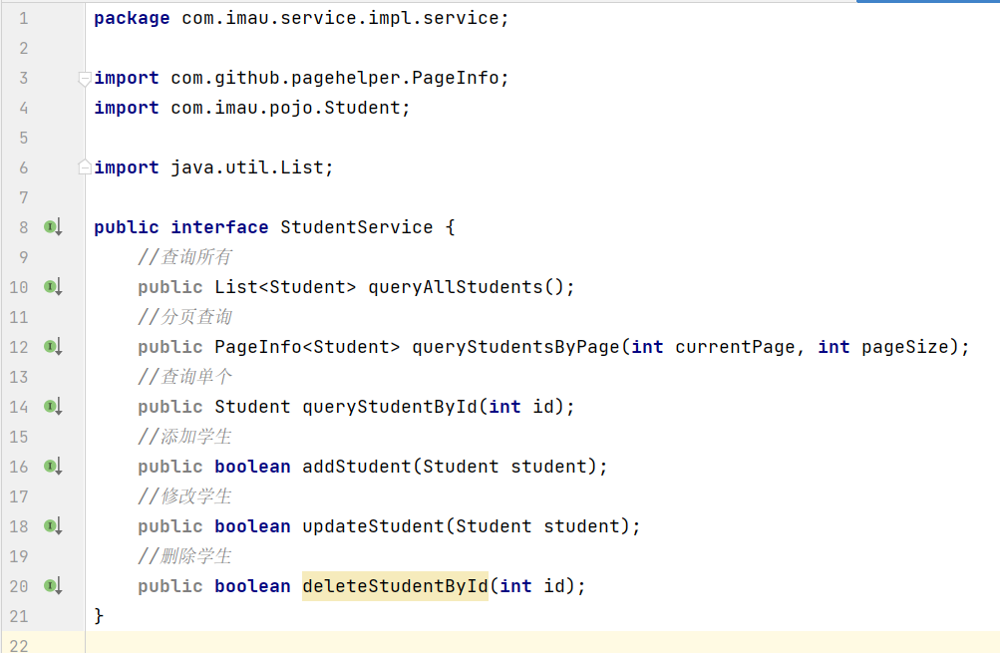 1 package com.imau.service.impl.service;
2
3 import com.github.pagehelper.PageInfo;
4 import com.imau.pojo.Student;
5
6 import java.util.List;
7
8 public interface StudentService {
9 //查询所有
10 public List<Student> queryAllStudents();
11 //分页查询
12 public PageInfo<Student> queryStudentsByPage(int currentPage, int pageSize);
13 //查询单个
14 public Student queryStudentById(int id);
15 //添加学生
16 public boolean addStudent(Student student);
17 //修改学生
18 public boolean updateStudent(Student student);
19 //删除学生
20 public boolean deleteStudentById(int id);
21 }
22